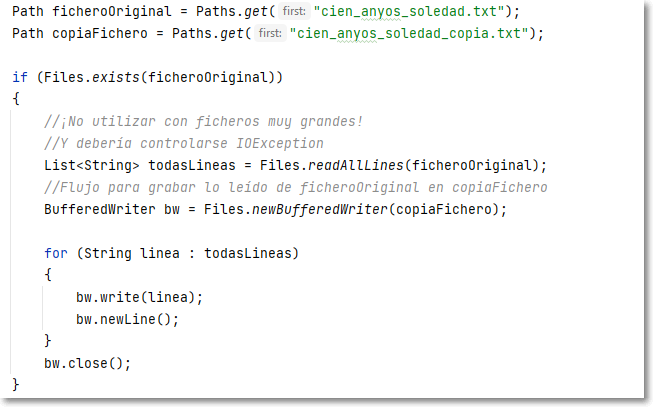 Path ficheroOriginal = Paths.get( first: "cien_anyos_soledad.txt");
Path copiaFichero = Paths.get( first: "cien_anyos_soledad_copia.txt");
if (Files.exists(ficheroOriginal))
{
//¡No utilizar con ficheros muy grandes!
//Y debería controlarse IOException
List<String> todasLineas = Files.readAllLines(ficheroOriginal);
//Flujo para grabar lo leído de ficheroOriginal en copiaFichero
BufferedWriter bw = Files.newBufferedWriter(copiaFichero);
for (String linea : todasLineas)
{
bw.write(linea);
bw.newLine();
}
bw.close();
}